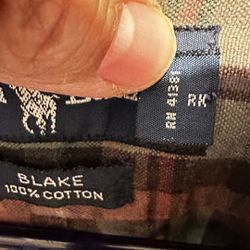 RN 41381
RK
BLAKE
100% COTTON